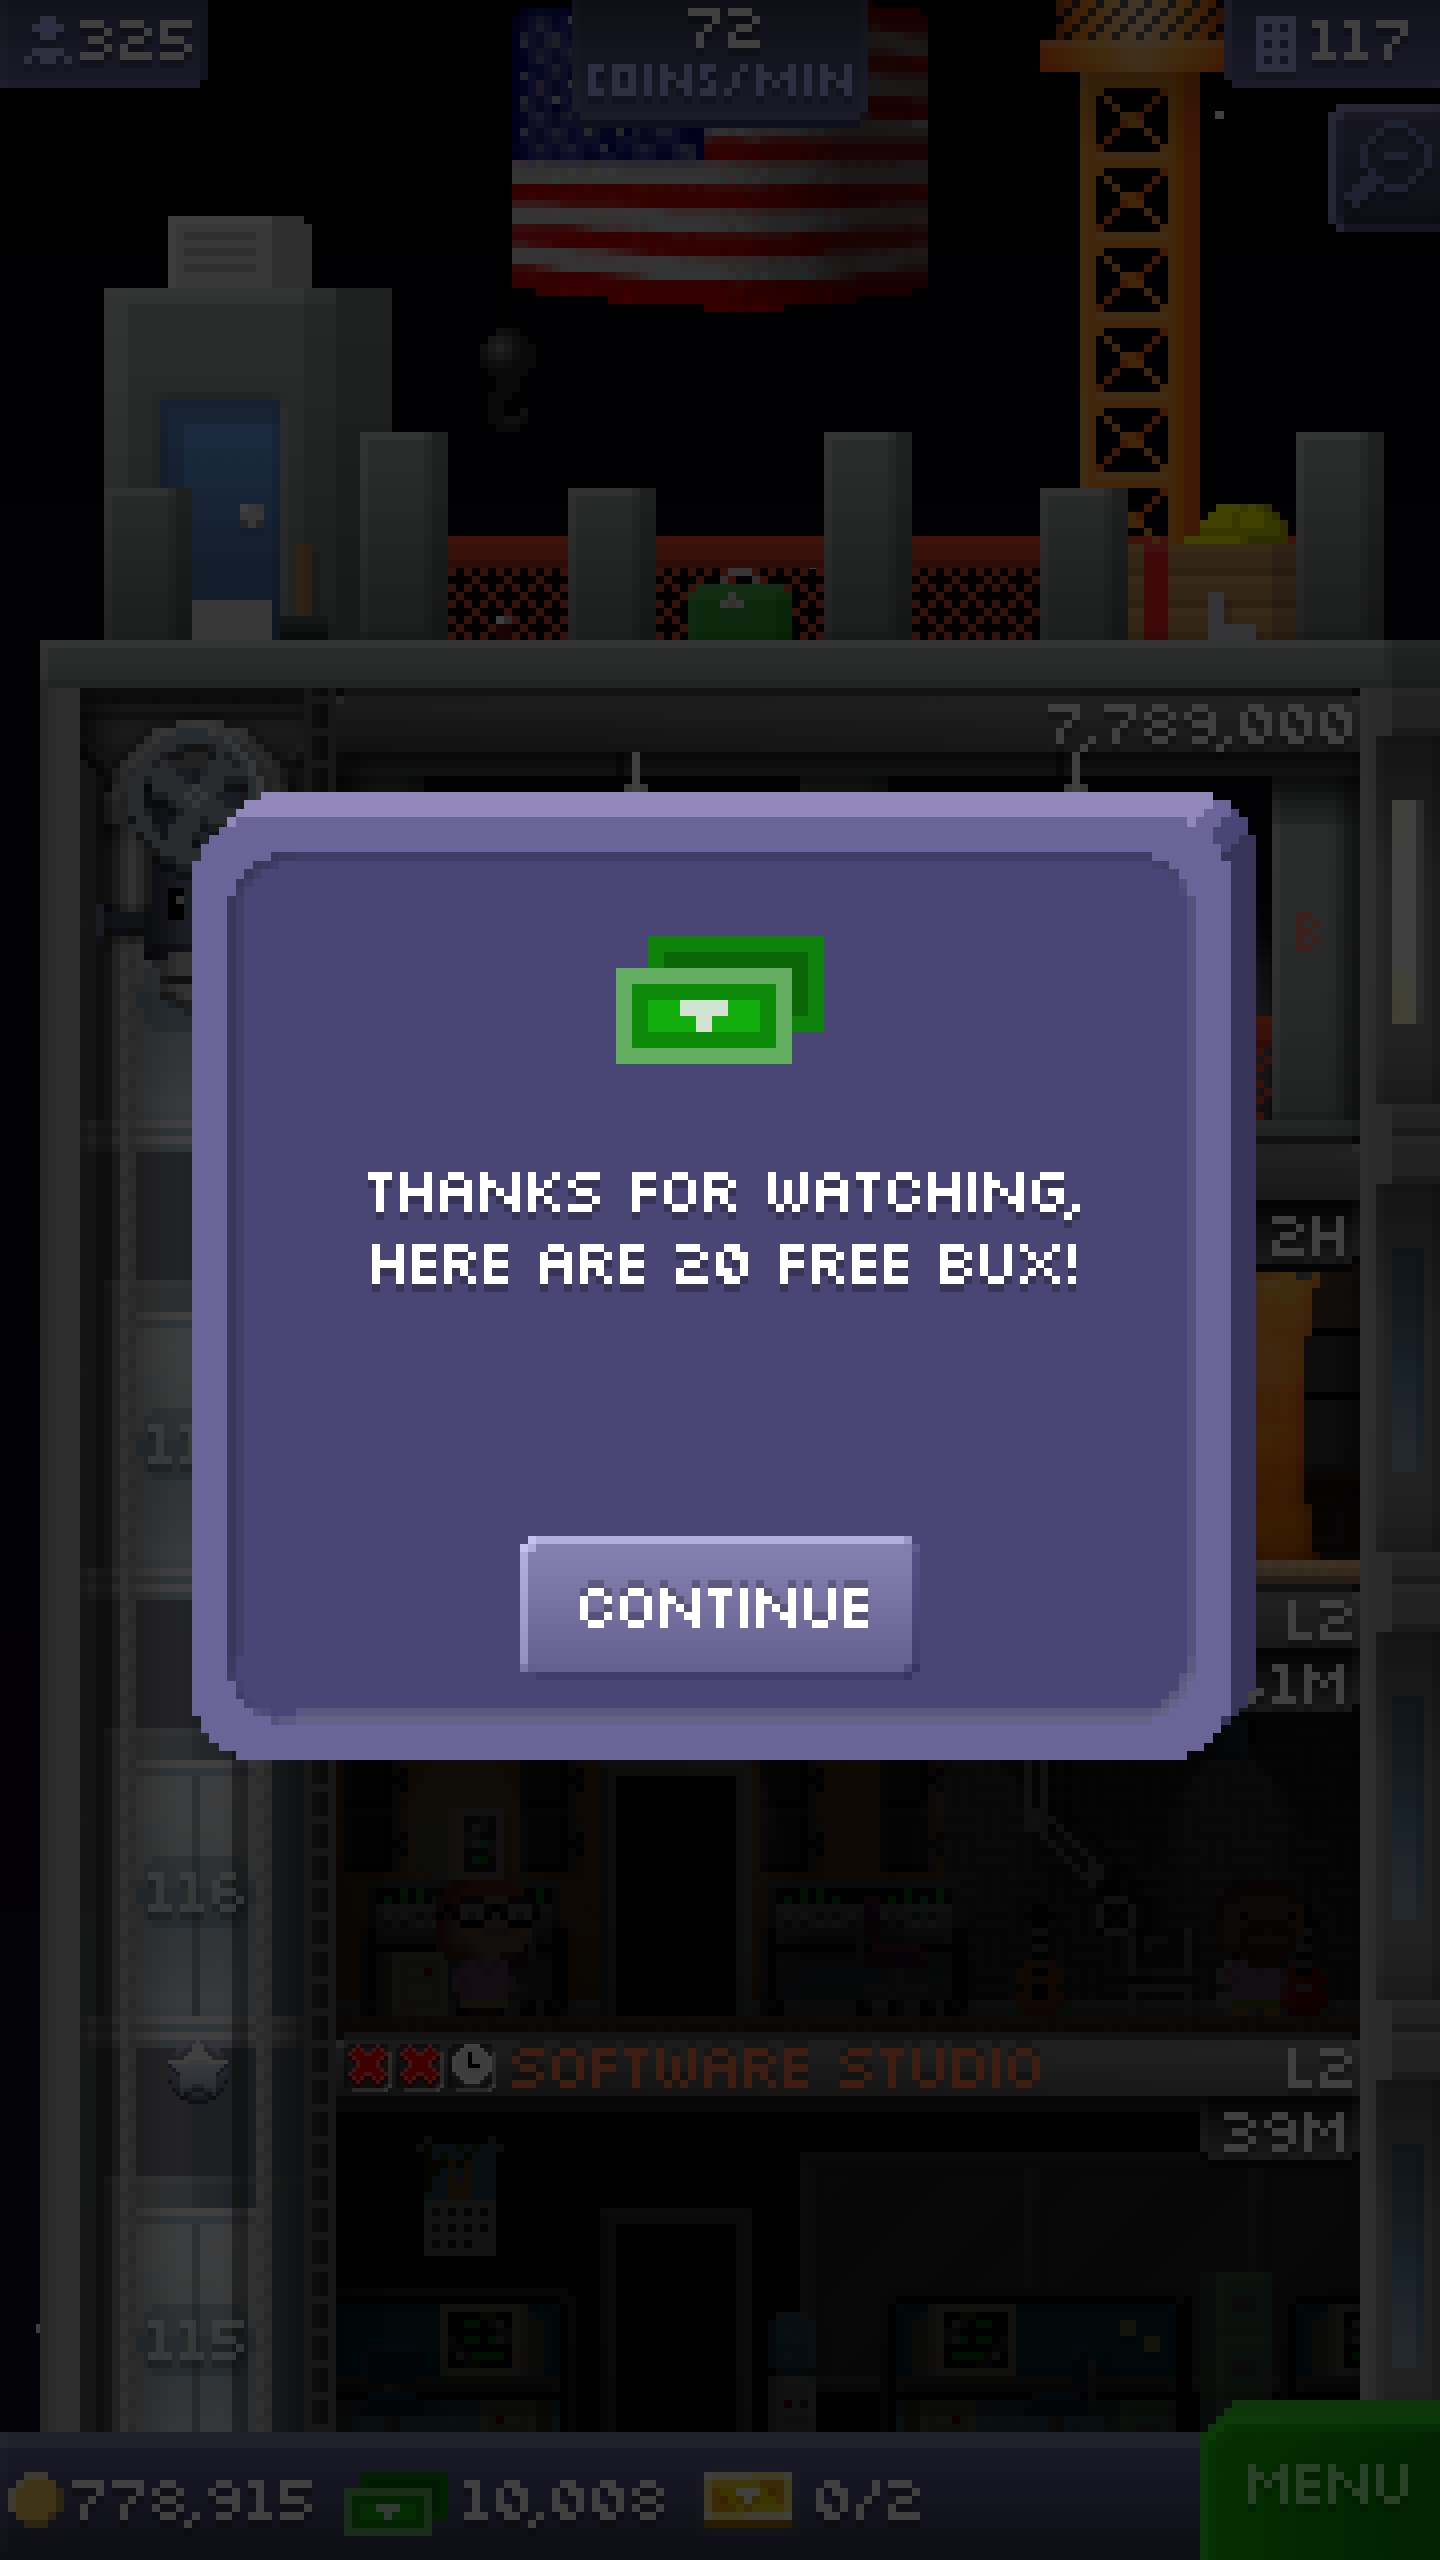 325
72
COINS/MIN
117
7,789,000
B
THANKS FOR WATCHING,
HERE ARE 20 FREE BUX!
2H
CONTINUE
L2
1M
116
SOFTWARE STUDIO
L2
39M
115
778,915
10,008
0/2
MENU